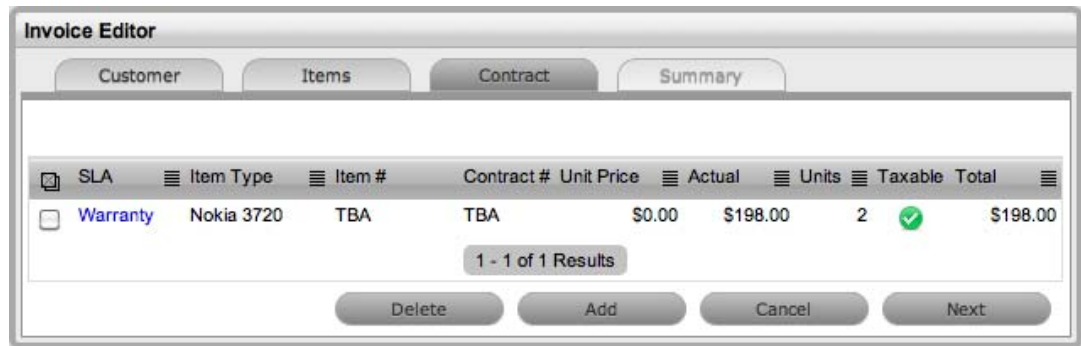 Invoice Editor
Customer Items Contract Summary
SLA Item Type Item # Contract # Unit Price Actual Units Taxable Total
Warranty Nokia 3720 TBA TBA $0.00 $198.00 2 $198.00
1 - 1 of 1 Results
Delete Add Cancel Next